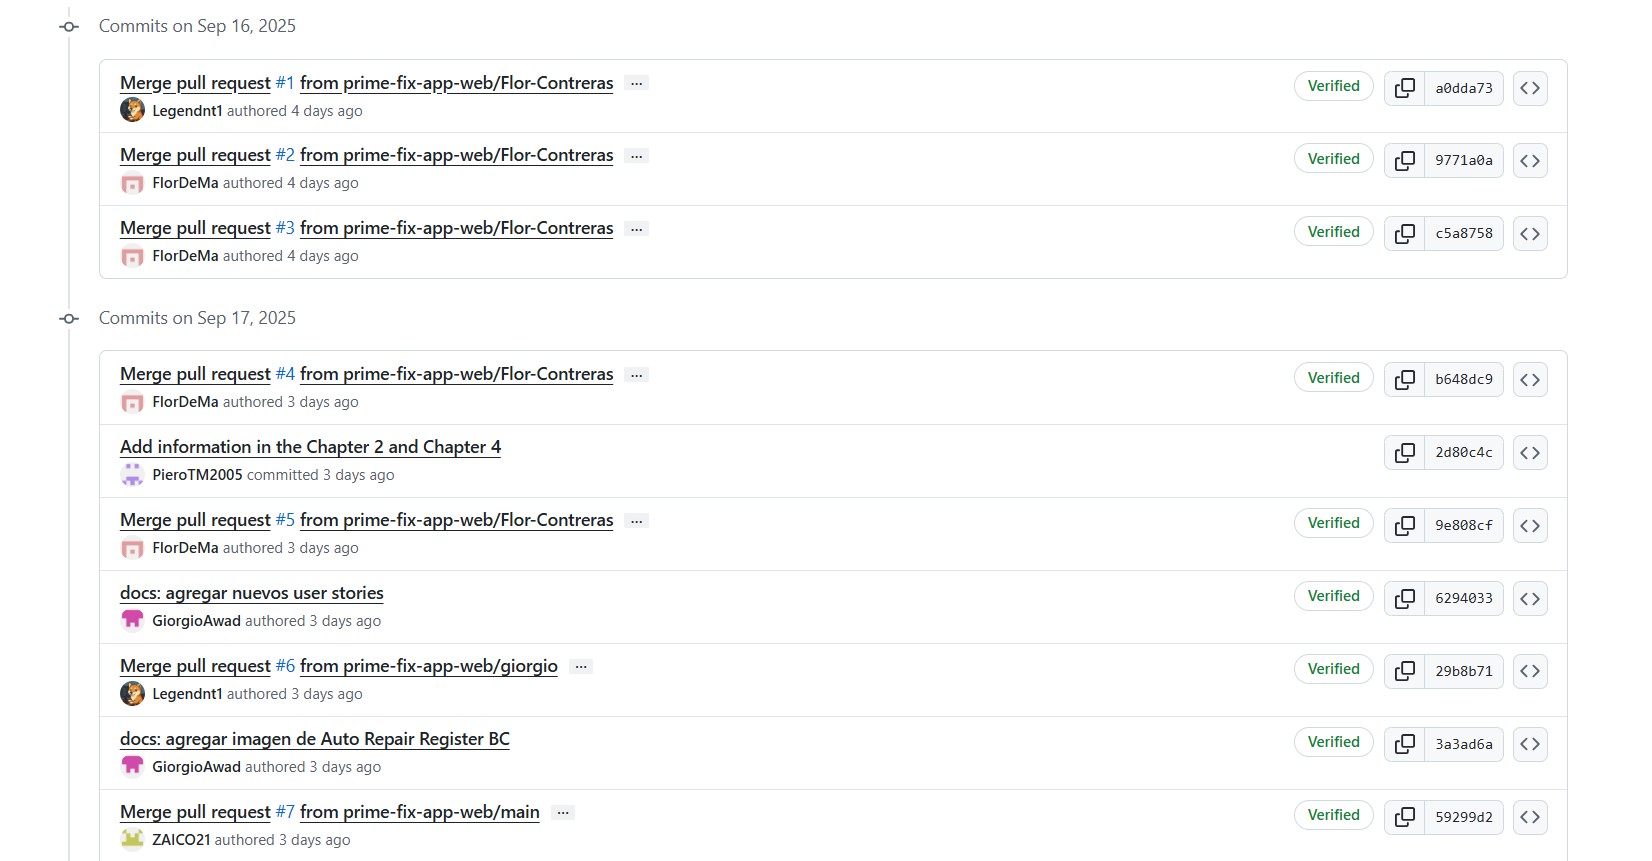 Commits on Sep 16, 2025
Merge pull request #1 from prime-fix-app-web/Flor-Contreras ...
Verified a0dda73
Legendnt1 authored 4 days ago
Merge pull request #2 from prime-fix-app-web/Flor-Contreras ...
Verified 9771a0a
FlorDeMa authored 4 days ago
Merge pull request #3 from prime-fix-app-web/Flor-Contreras ...
Verified c5a8758
FlorDeMa authored 4 days ago
Commits on Sep 17, 2025
Merge pull request #4 from prime-fix-app-web/Flor-Contreras ...
Verified b648dc9
FlorDeMa authored 3 days ago
Add information in the Chapter 2 and Chapter 4
2d80c4c
PieroTM2005 committed 3 days ago
Merge pull request #5 from prime-fix-app-web/Flor-Contreras ...
Verified 9e808cf
FlorDeMa authored 3 days ago
docs: agregar nuevos user stories
Verified 6294033
GiorgioAwad authored 3 days ago
Merge pull request #6 from prime-fix-app-web/giorgio ...
Verified 29b8b71
Legendnt1 authored 3 days ago
docs: agregar imagen de Auto Repair Register BC
Verified 3a3ad6a
GiorgioAwad authored 3 days ago
Merge pull request #7 from prime-fix-app-web/main ...
Verified 59299d2
ZAICO21 authored 3 days ago